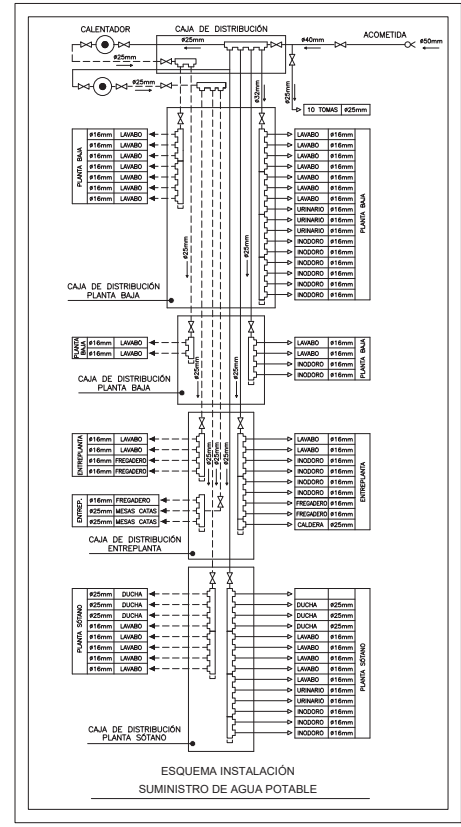 CAJA DE DISTRIBUCIÓN
CALENTADOR
ø25mm
ø40mm
ACOMETIDA
ø50mm
ø25mm
ø25mm
ø32mm
ø25mm
10 TOMAS ø25mm
PLANTA BAJA
ø16mm LAVABO
ø16mm LAVABO
ø16mm LAVABO
ø16mm LAVABO
ø16mm LAVABO
ø16mm LAVABO
ø16mm LAVABO
LAVABO ø16mm
LAVABO ø16mm
LAVABO ø16mm
LAVABO ø16mm
LAVABO ø16mm
LAVABO ø16mm
LAVABO ø16mm
URINARIO ø16mm
URINARIO ø16mm
URINARIO ø16mm
INODORO ø16mm
INODORO ø16mm
INODORO ø16mm
INODORO ø16mm
INODORO ø16mm
INODORO ø16mm
PLANTA BAJA
ø25mm
ø25mm
CAJA DE DISTRIBUCIÓN
PLANTA BAJA
PLANTA BAJA
ø16mm LAVABO
ø16mm LAVABO
LAVABO ø16mm
LAVABO ø16mm
INODORO ø16mm
INODORO ø16mm
PLANTA BAJA
ø25mm
ø25mm
CAJA DE DISTRIBUCIÓN
PLANTA BAJA
ENTREPLANTA
ø16mm LAVABO
ø16mm LAVABO
ø16mm FREGADERO
ø16mm FREGADERO
ø25mm
ø25mm
ø25mm
LAVABO ø16mm
LAVABO ø16mm
INODORO ø16mm
INODORO ø16mm
INODORO ø16mm
INODORO ø16mm
FREGADERO ø16mm
FREGADERO ø16mm
CALDERA ø25mm
ENTREPLANTA
ENTREP.
ø16mm FREGADERO
ø25mm MESAS CATAS
ø25mm MESAS CATAS
CAJA DE DISTRIBUCIÓN
ENTREPLANTA
PLANTA SÓTANO
ø25mm DUCHA
ø25mm DUCHA
ø25mm DUCHA
ø16mm LAVABO
ø16mm LAVABO
ø16mm LAVABO
ø16mm LAVABO
ø16mm LAVABO
DUCHA ø25mm
DUCHA ø25mm
DUCHA ø25mm
LAVABO ø16mm
LAVABO ø16mm
LAVABO ø16mm
LAVABO ø16mm
LAVABO ø16mm
URINARIO ø16mm
URINARIO ø16mm
INODORO ø16mm
INODORO ø16mm
INODORO ø16mm
PLANTA SÓTANO
CAJA DE DISTRIBUCIÓN
PLANTA SÓTANO
ESQUEMA INSTALACIÓN
SUMINISTRO DE AGUA POTABLE